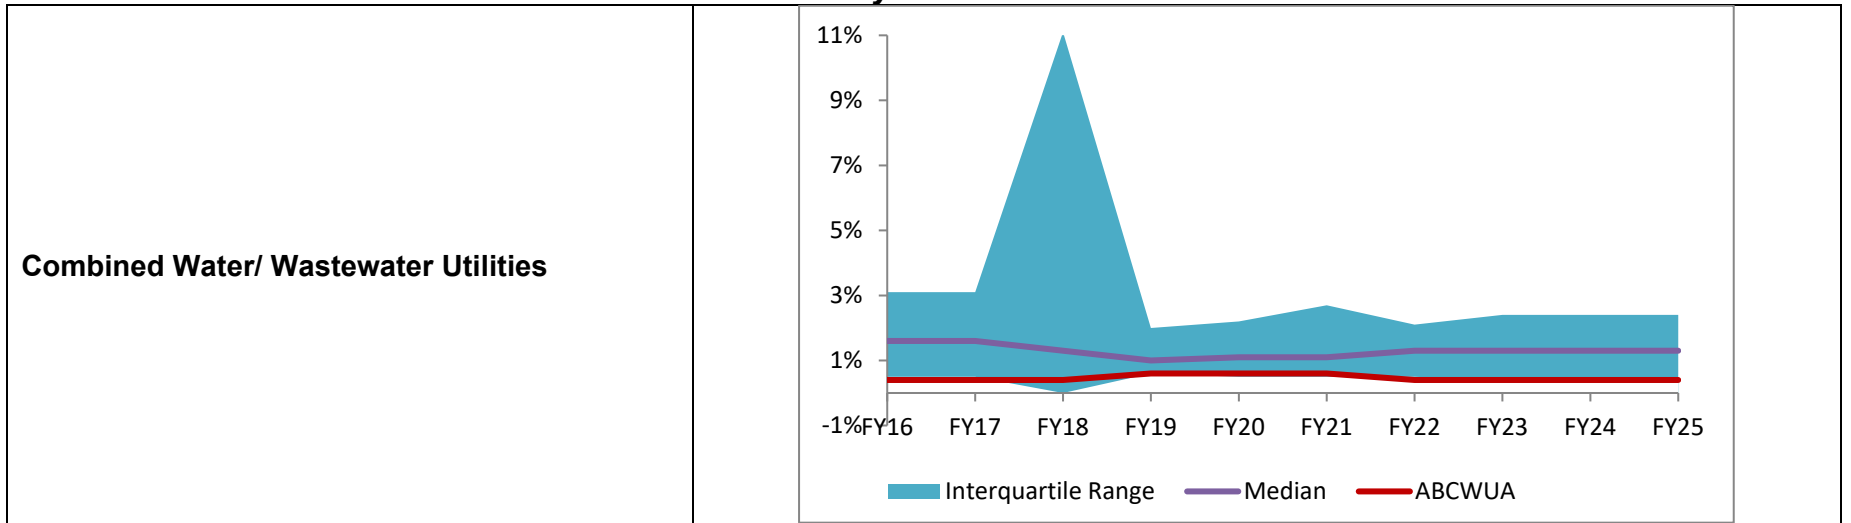 Combined Water/ Wastewater Utilities
11%
9%
7%
5%
3%
1%
-1%
FY16 FY17 FY18 FY19 FY20 FY21 FY22 FY23 FY24 FY25
Interquartile Range Median ABCWUA